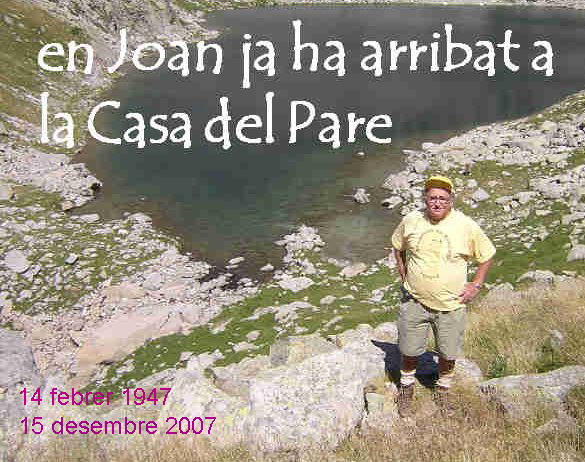 en Joan ja ha arribat a
la Casa del Pare
14 febrer 1947
15 desembre 2007